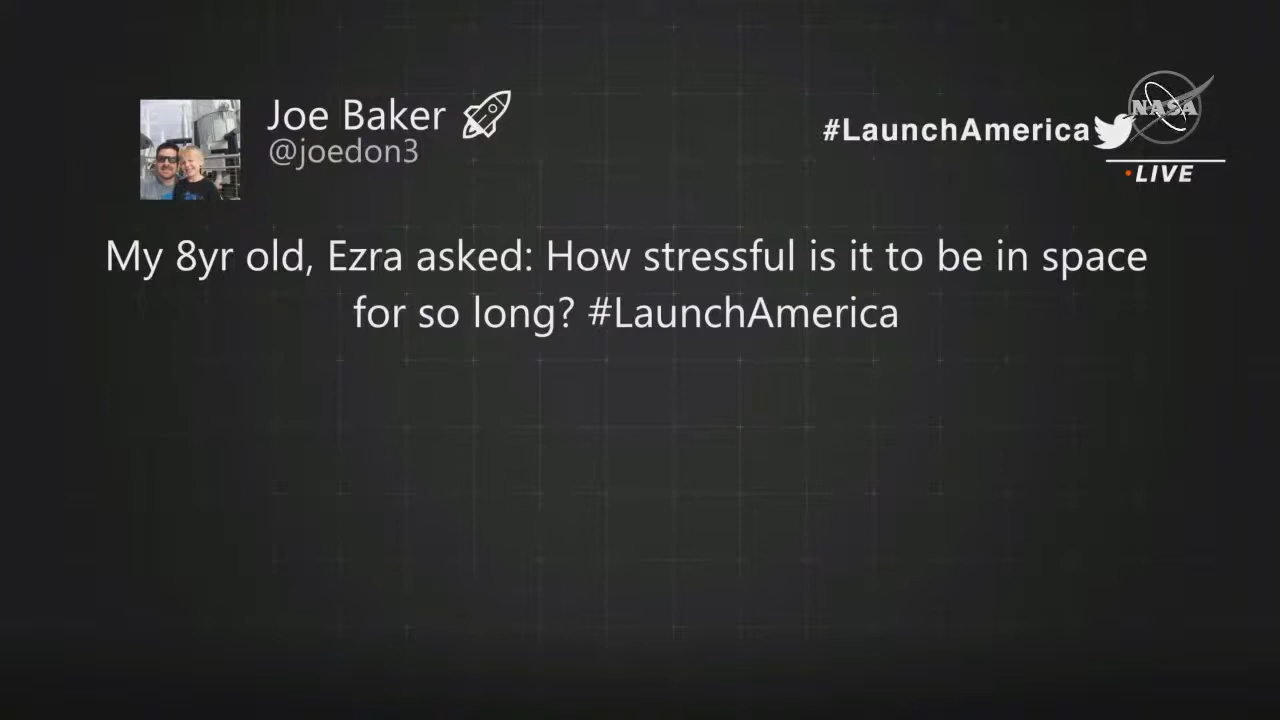 Joe Baker
@joedon3
#LaunchAmerica
NASA
LIVE
My 8yr old, Ezra asked: How stressful is it to be in space
for so long? #LaunchAmerica